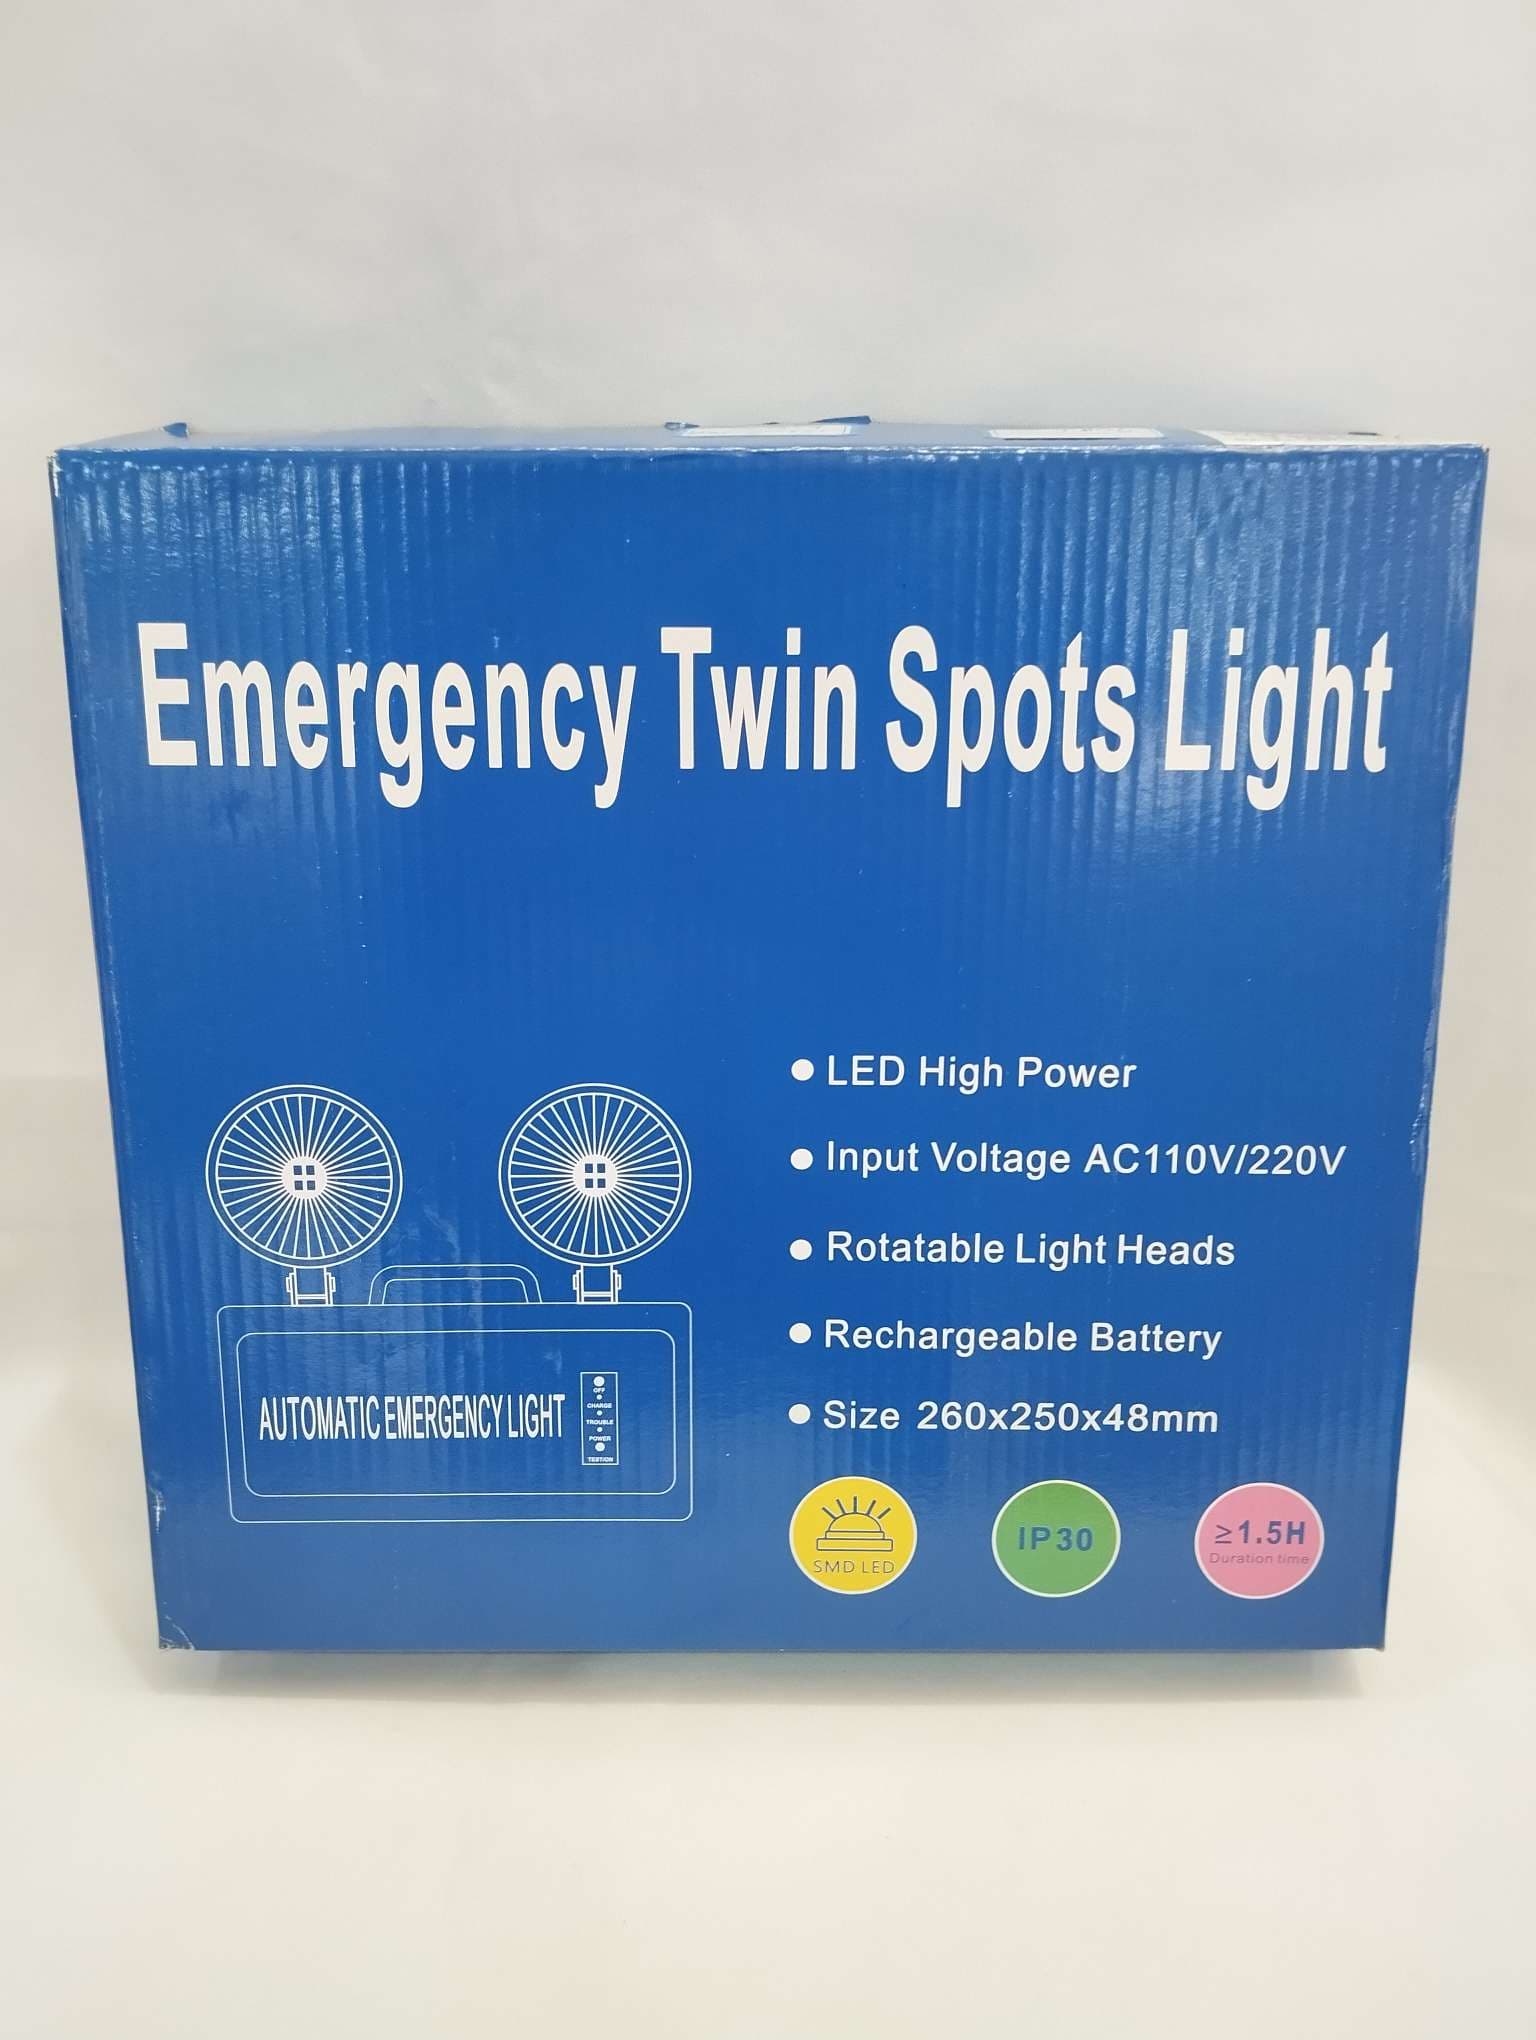 Emergency Twin Spots Light
● LED High Power
● Input Voltage AC110V/220V
● Rotatable Light Heads
● Rechargeable Battery
● Size 260x250x48mm
AUTOMATIC EMERGENCY LIGHT
OFF
CHARGE
TROUBLE
POWER
TEST/ON
SMD LED
IP30
≥1.5H
Duration time